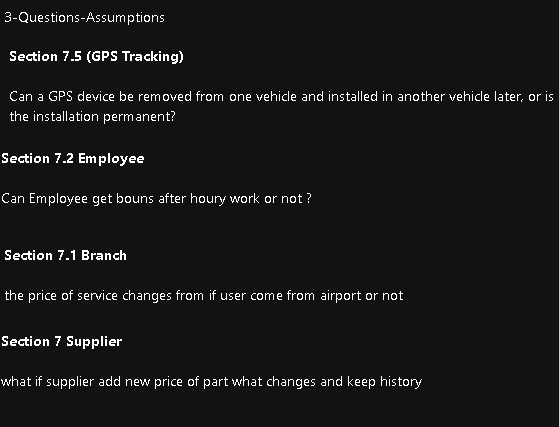 3-Questions-Assumptions
Section 7.5 (GPS Tracking)
Can a GPS device be removed from one vehicle and installed in another vehicle later, or is
the installation permanent?
Section 7.2 Employee
Can Employee get bouns after houry work or not ?
Section 7.1 Branch
the price of service changes from if user come from airport or not
Section 7 Supplier
what if supplier add new price of part what changes and keep history